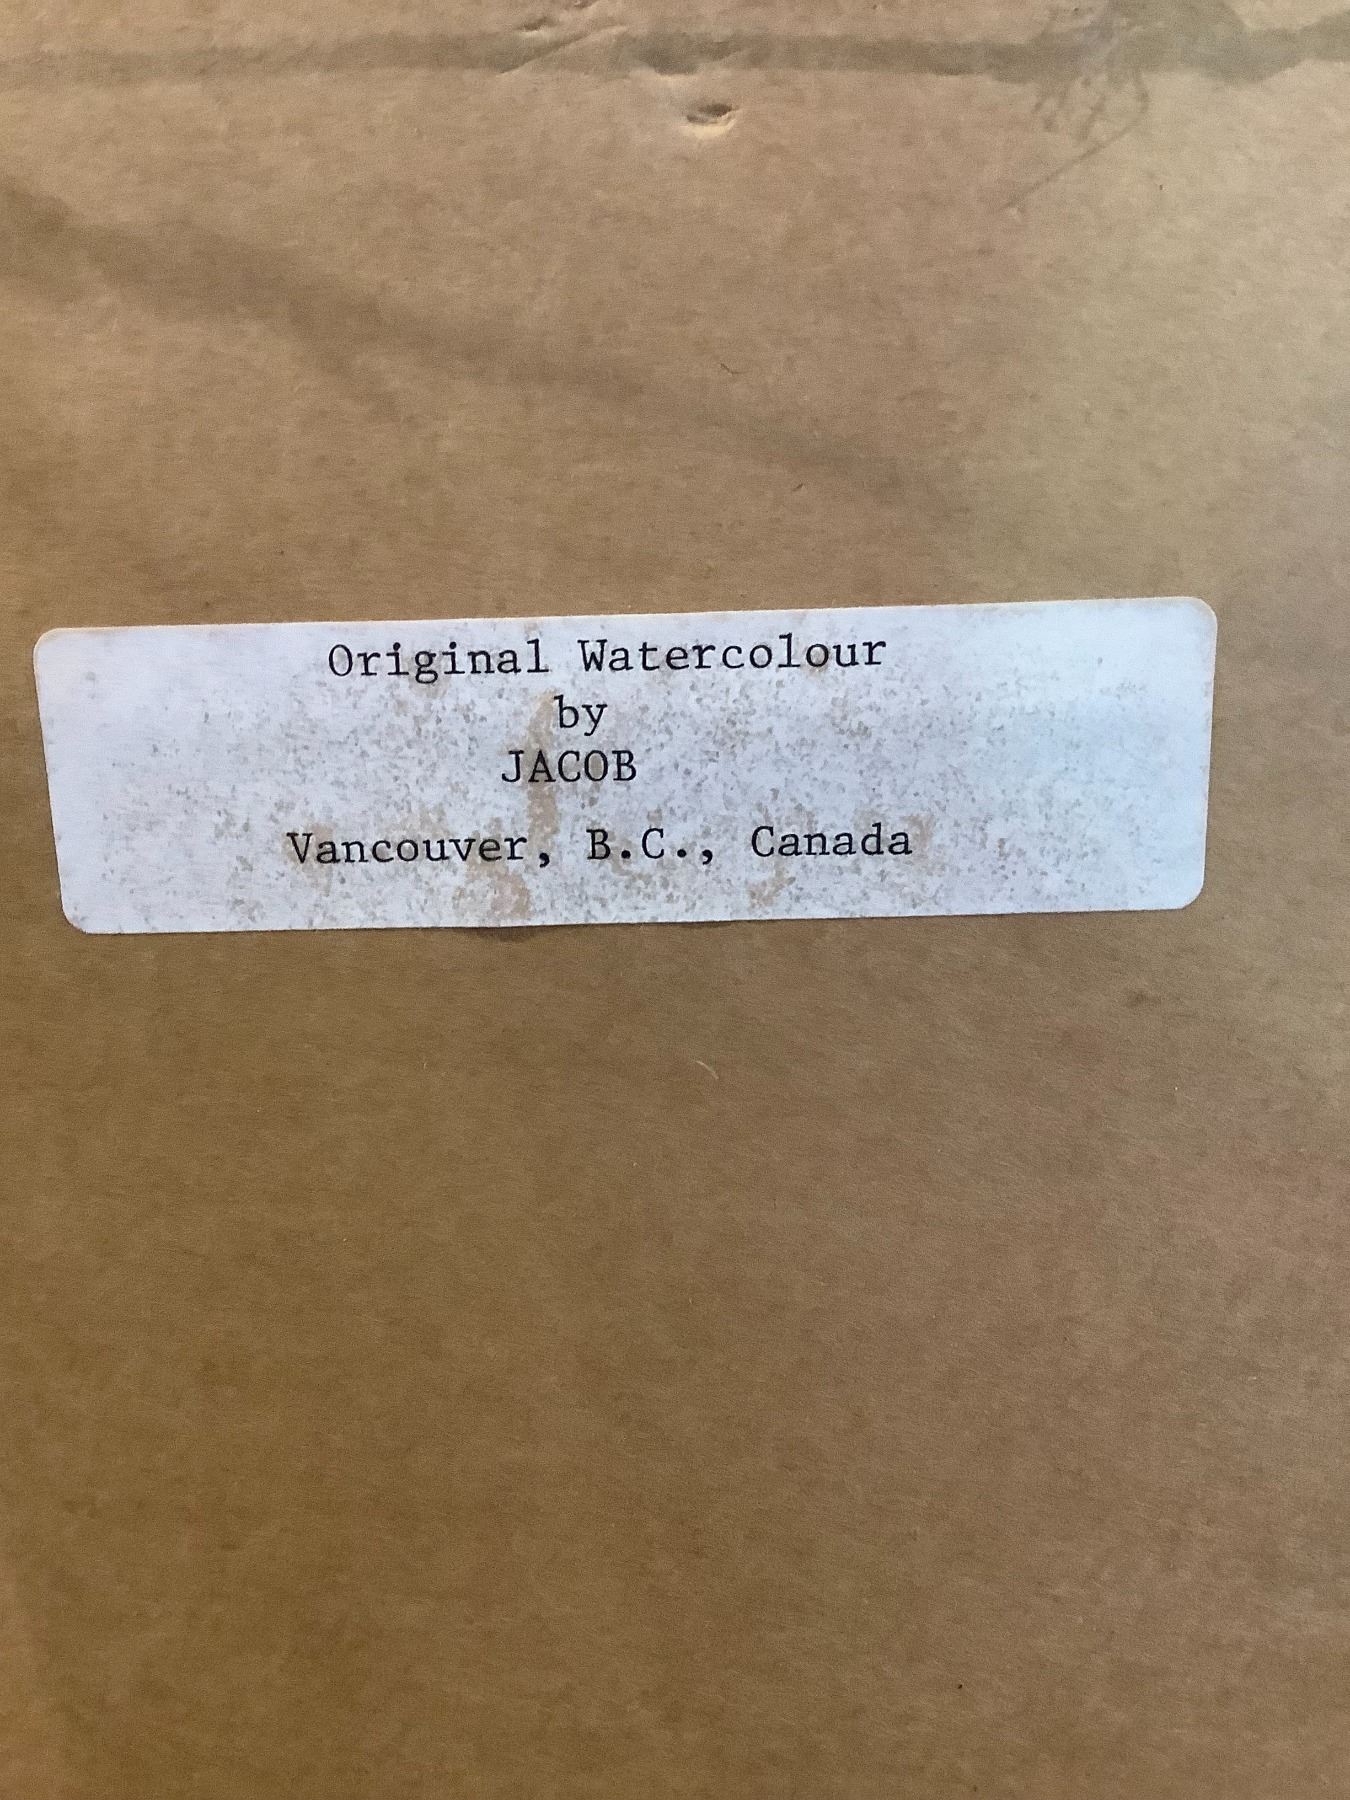 Original Watercolour
by
JACOB
Vancouver, B.C., Canada